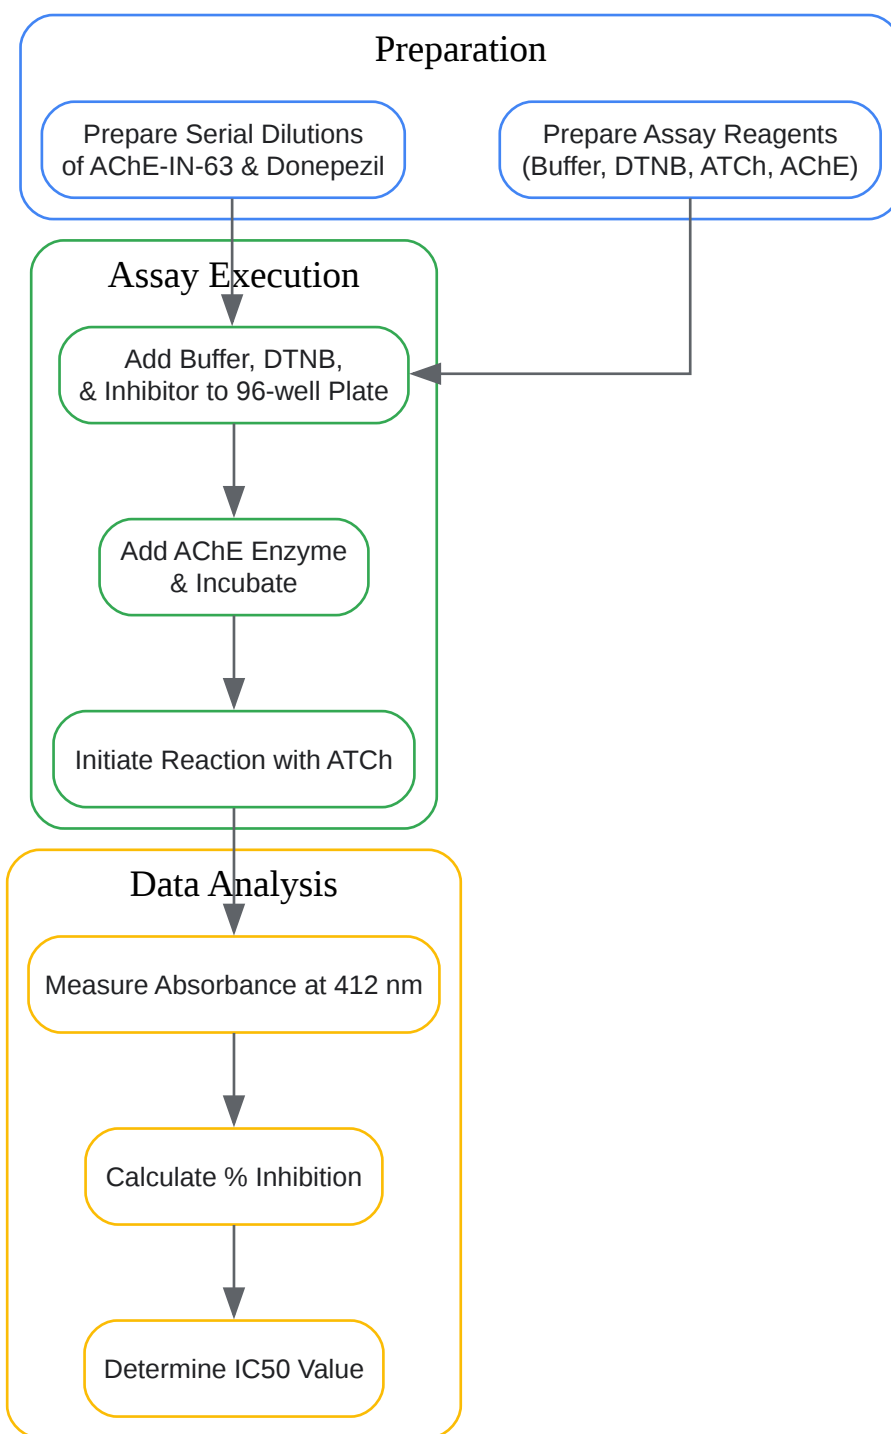 Preparation
Prepare Serial Dilutions
of AChE-IN-63 & Donepezil
Prepare Assay Reagents
(Buffer, DTNB, ATCh, AChE)
Assay Execution
Add Buffer, DTNB,
& Inhibitor to 96-well Plate
Add AChE Enzyme
& Incubate
Initiate Reaction with ATCh
Data Analysis
Measure Absorbance at 412 nm
Calculate % Inhibition
Determine IC50 Value